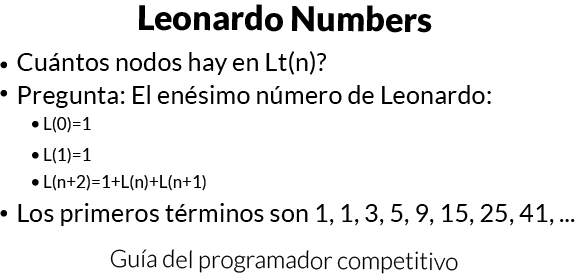 Leonardo Numbers
• Cuántos nodos hay en Lt(n)?
• Pregunta: El enésimo número de Leonardo:
• L(0)=1
• L(1)=1
• L(n+2)=1+L(n)+L(n+1)
• Los primeros términos son 1, 1, 3, 5, 9, 15, 25, 41, ...
Guía del programador competitivo